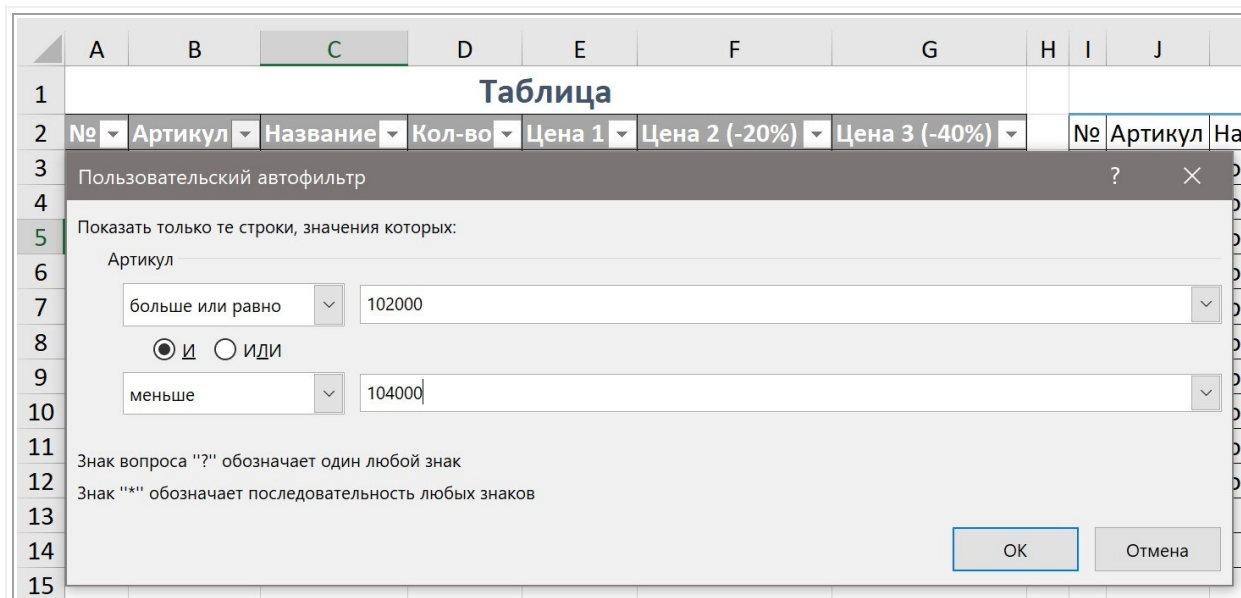 A B C D E F G H I J
1 Таблица
2 № Артикул Название Кол-во Цена 1 Цена 2 (-20%) Цена 3 (-40%) № Артикул На
3 Пользовательский автофильтр ?
4
Показать только те строки, значения которых:
5
Артикул
6
7 больше или равно 102000
8 И ИЛИ
9
меньше 104000
10
11
Знак вопроса "?" обозначает один любой знак
12
Знак "*" обозначает последовательность любых знаков
13
14 ОК Отмена
15